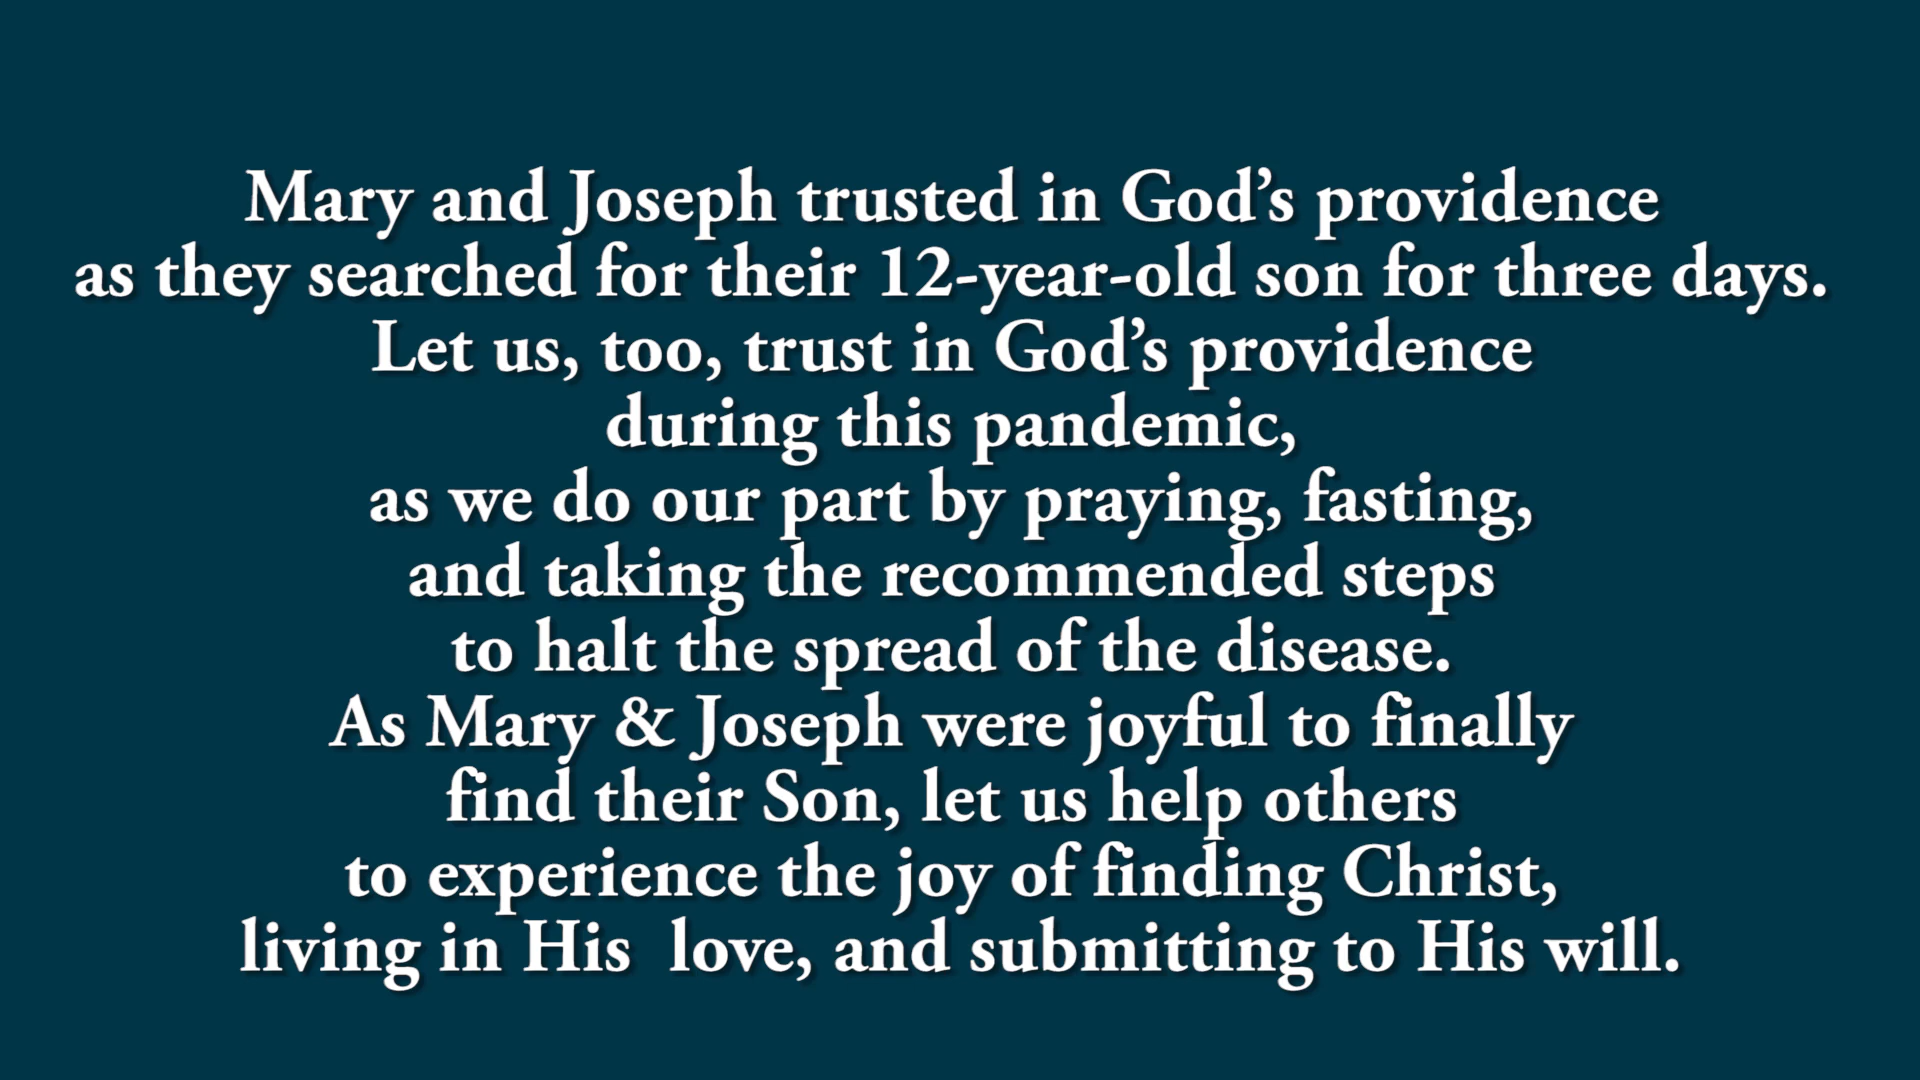 Mary and Joseph trusted in God’s providence
as they searched for their 12-year-old son for three days.
Let us, too, trust in God’s providence
during this pandemic,
as we do our part by praying, fasting,
and taking the recommended steps
to halt the spread of the disease.
As Mary & Joseph were joyful to finally
find their Son, let us help others
to experience the joy of finding Christ,
living in His  love, and submitting to His will.